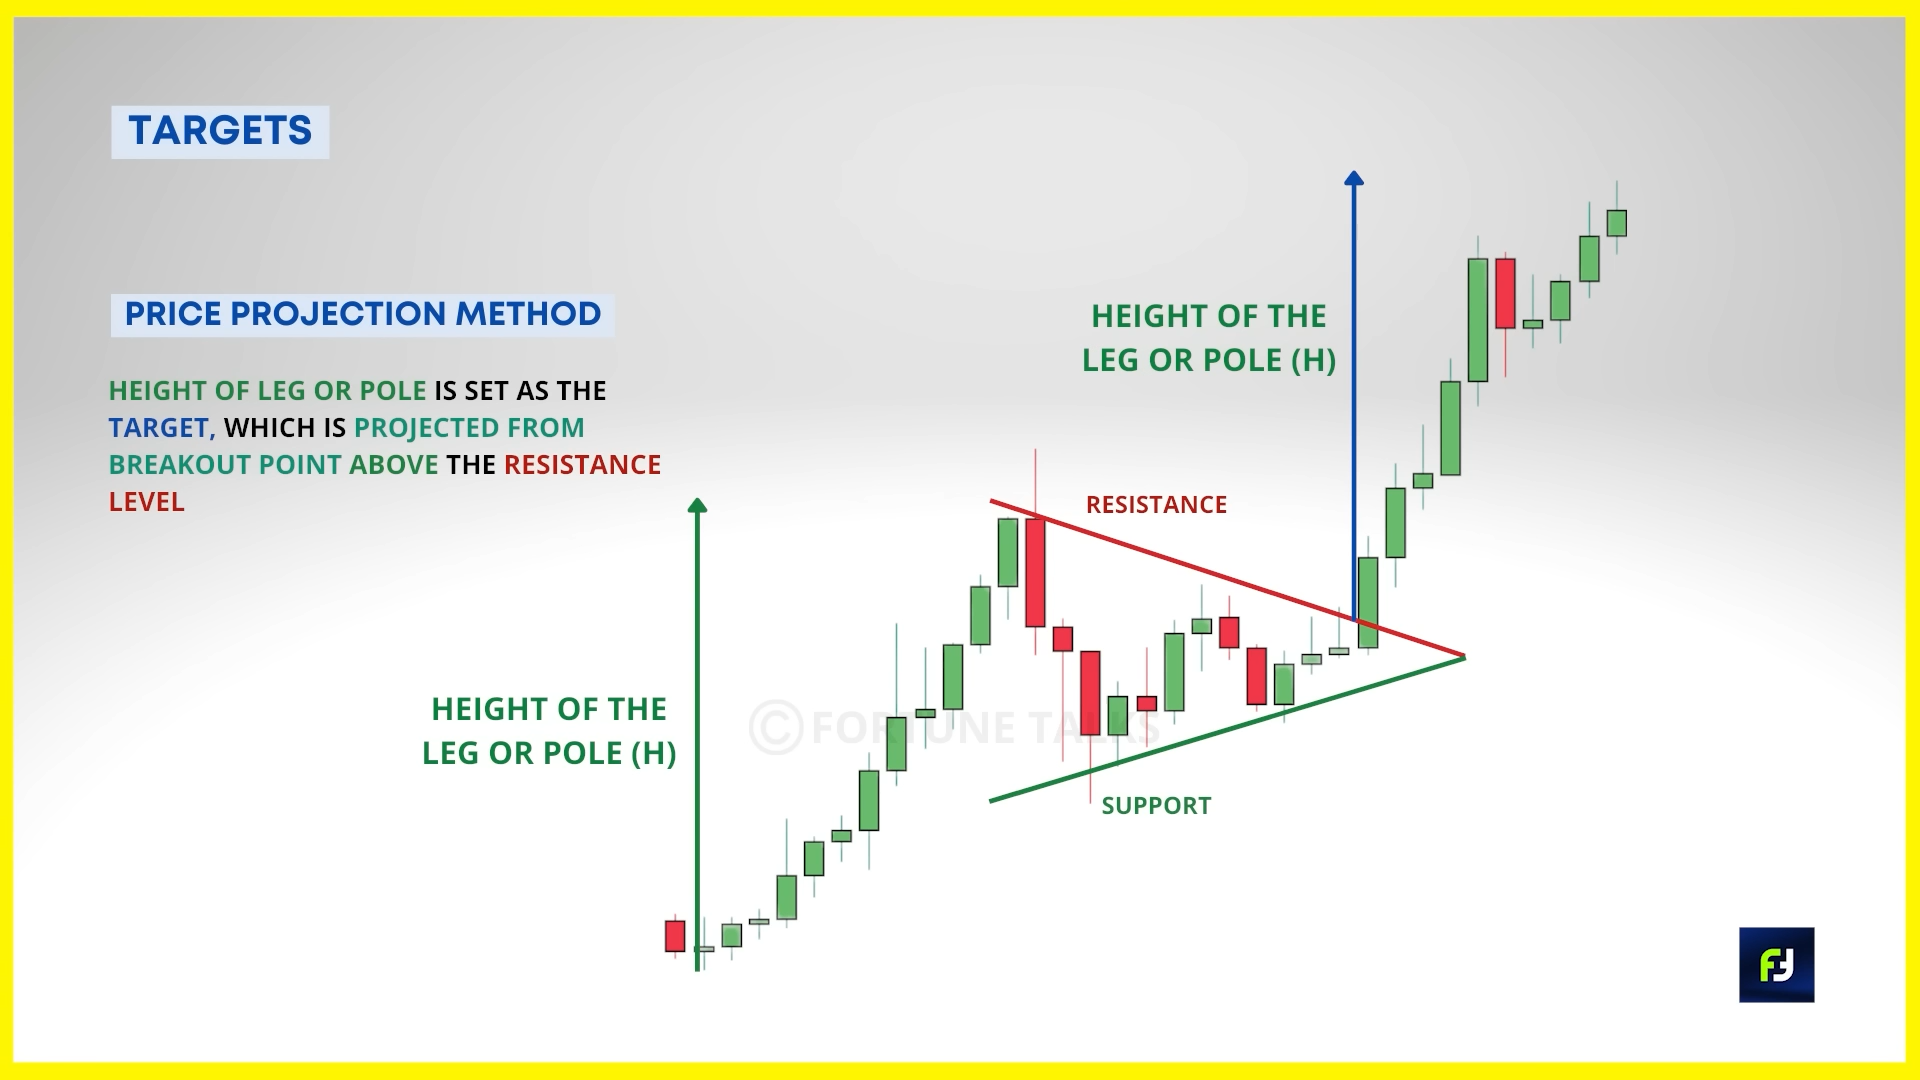 TARGETS
PRICE PROJECTION METHOD
HEIGHT OF LEG OR POLE IS SET AS THE
TARGET, WHICH IS PROJECTED FROM
BREAKOUT POINT ABOVE THE RESISTANCE
LEVEL
HEIGHT OF THE
LEG OR POLE (H)
HEIGHT OF THE
LEG OR POLE (H)
RESISTANCE
SUPPORT
© FORTUNE TALKS